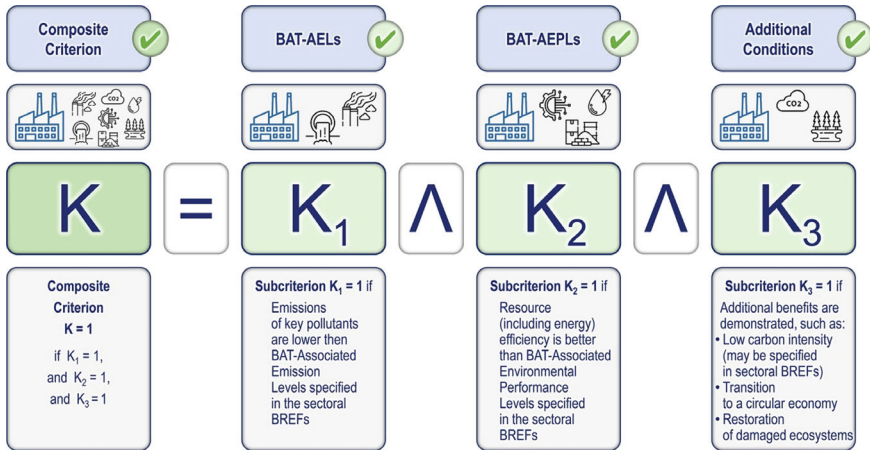 Composite
Criterion
BAT-AELs
BAT-AEPLs
Additional
Conditions
CO2
CO2
K
=
K1
Λ
K2
Λ
K3
Composite
Criterion
K = 1
if K1 = 1,
and K2 = 1,
and K3 = 1
Subcriterion K1 = 1 if
Emissions
of key pollutants
are lower then
BAT-Associated
Emission
Levels specified
in the sectoral
BREFs
Subcriterion K2 = 1 if
Resource
(including energy)
efficiency is better
than BAT-Associated
Environmental
Performance
Levels specified
in the sectoral
BREFs
Subcriterion K3 = 1 if
Additional benefits are
demonstrated, such as:
• Low carbon intensity
(may be specified
in sectoral BREFs)
• Transition
to a circular economy
• Restoration
of damaged ecosystems